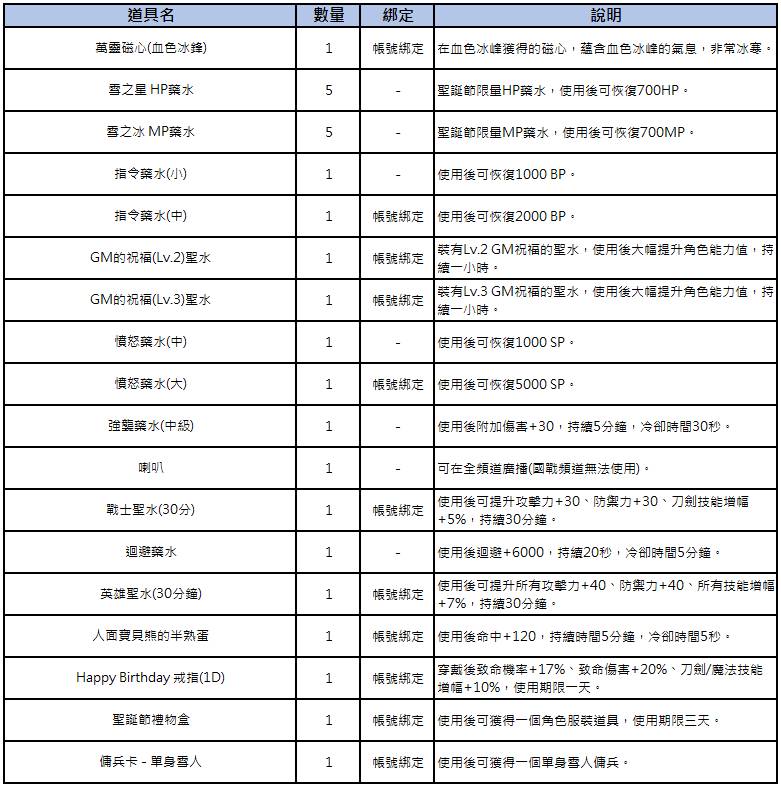 道具名 數量 綁定 說明
萬靈磁心(血色冰鋒) 1 帳號綁定 在血色冰峰獲得的磁心，蘊含血色冰峰的氣息，非常冰寒。
雪之星 HP藥水 5 - 聖誕節限量HP藥水，使用後可恢復700HP。
雪之冰 MP藥水 5 - 聖誕節限量MP藥水，使用後可恢復700MP。
指令藥水(小) 1 - 使用後可恢復1000 BP。
指令藥水(中) 1 帳號綁定 使用後可恢復2000 BP。
GM的祝福(Lv.2)聖水 1 帳號綁定 裝有Lv.2 GM祝福的聖水，使用後大幅提升角色能力值，持
續一小時。
GM的祝福(Lv.3)聖水 1 帳號綁定 裝有Lv.3 GM祝福的聖水，使用後大幅提升角色能力值，持
續一小時。
憤怒藥水(中) 1 - 使用後可恢復1000 SP。
憤怒藥水(大) 1 帳號綁定 使用後可恢復5000 SP。
強襲藥水(中級) 1 - 使用後附加傷害+30，持續5分鐘，冷卻時間30秒。
喇叭 1 - 可在全頻道廣播(國戰頻道無法使用)。
戰士聖水(30分) 1 帳號綁定 使用後可提升攻擊力+30、防禦力+30、刀劍技能增幅
+5%，持續30分鐘。
迴避藥水 1 - 使用後迴避+6000，持續20秒，冷卻時間5分鐘。
英雄聖水(30分鐘) 1 帳號綁定 使用後可提升所有攻擊力+40、防禦力+40、所有技能增幅
+7%，持續30分鐘。
人面寶貝熊的半熟蛋 1 帳號綁定 使用後命中+120，持續時間5分鐘，冷卻時間5秒。
Happy Birthday 戒指(1D) 1 帳號綁定 穿戴後致命機率+17%、致命傷害+20%、刀劍/魔法技能
增幅+10%，使用期限一天。
聖誕節禮物盒 1 帳號綁定 使用後可獲得一個角色服裝道具，使用期限三天。
傭兵卡 - 單身雪人 1 帳號綁定 使用後可獲得一個單身雪人傭兵。